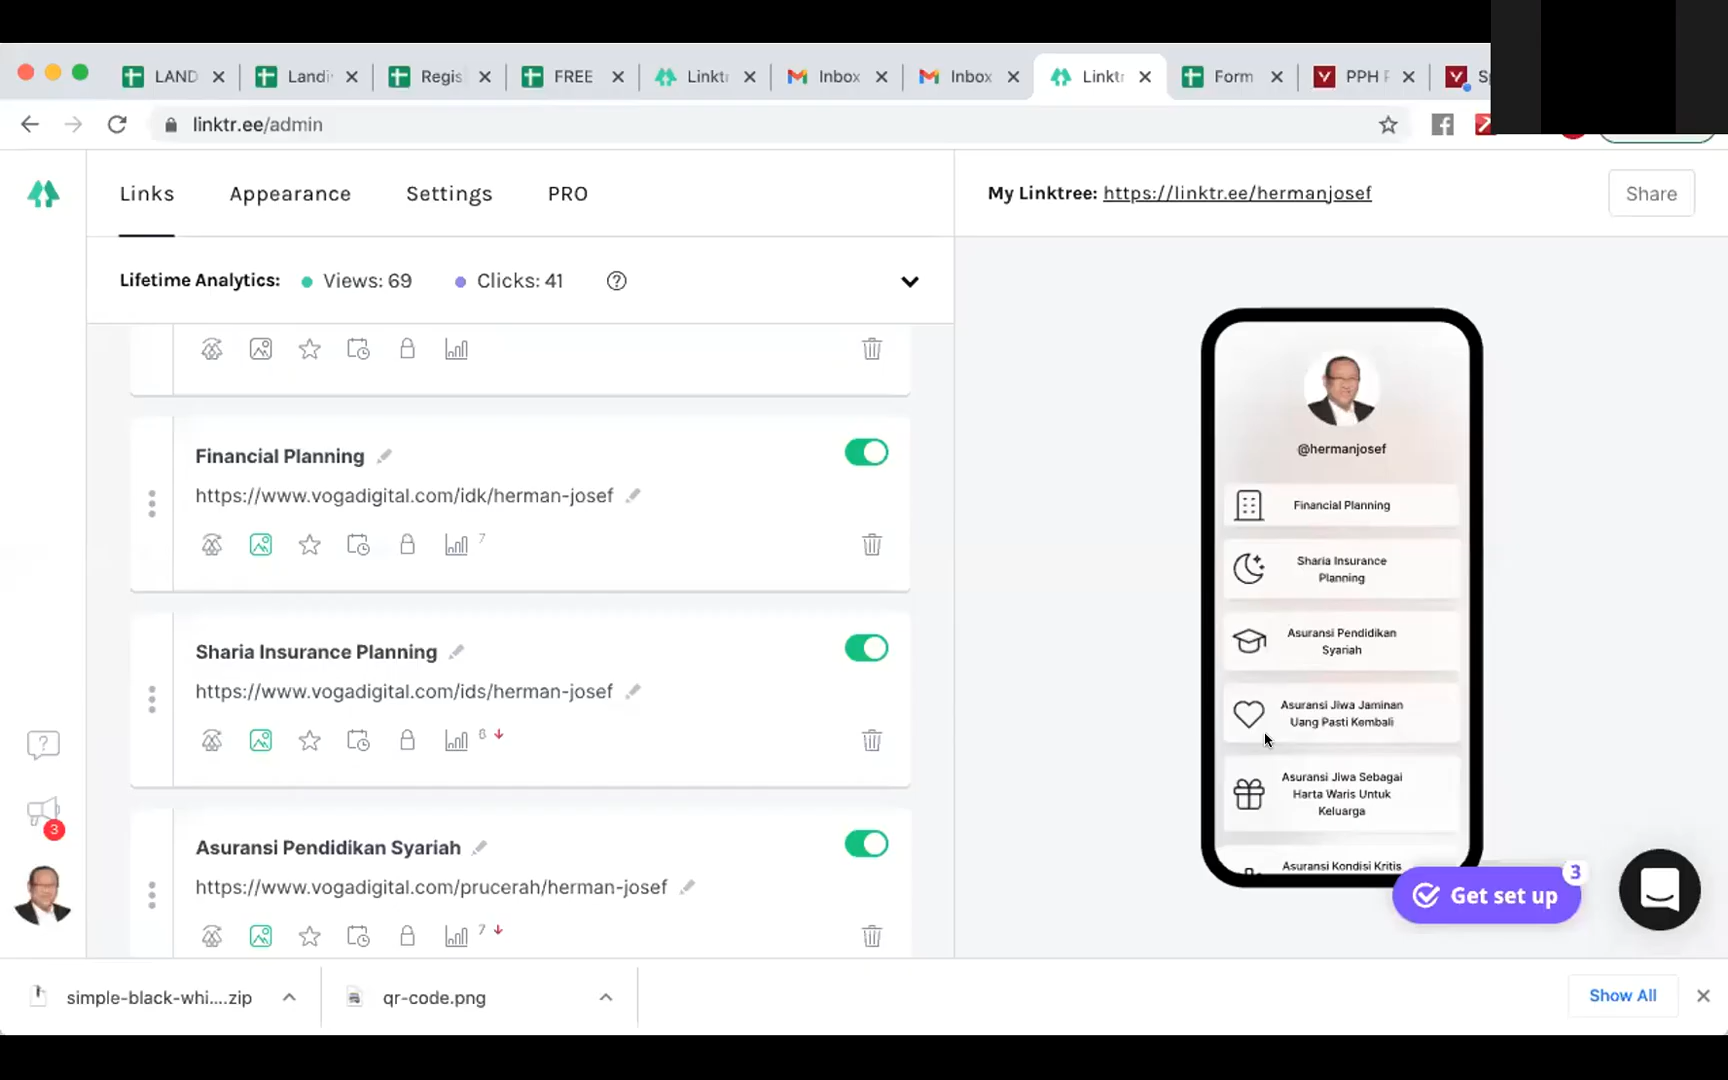 LAND
Landi
Regis
FREE
Linktr
Inbox
Inbox
Linktr
Form
PPH
linktr.ee/admin
Links
Appearance
Settings
PRO
My Linktree: https://linktr.ee/hermanjosef
Share
Lifetime Analytics:
Views: 69
Clicks: 41
Financial Planning
https://www.vogadigital.com/idk/herman-josef
7
Sharia Insurance Planning
https://www.vogadigital.com/ids/herman-josef
6
Asuransi Pendidikan Syariah
https://www.vogadigital.com/prucerah/herman-josef
7
3
@hermanjosef
Financial Planning
Sharia Insurance
Planning
Asuransi Pendidikan
Syariah
Asuransi Jiwa Jaminan
Uang Pasti Kembali
Asuransi Jiwa Sebagai
Harta Waris Untuk
Keluarga
Asuransi Kondisi Kritis
Get set up
3
simple-black-whi....zip
qr-code.png
Show All